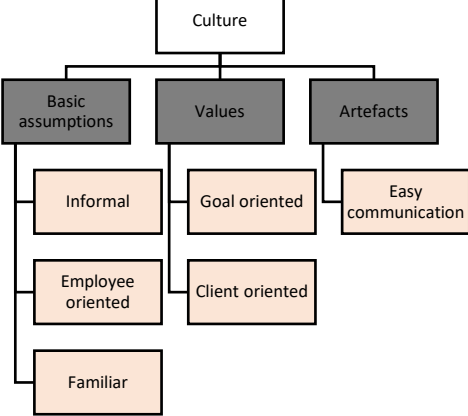 Culture
Basic
assumptions
Values
Artefacts
Informal
Goal oriented
Easy
communication
Employee
oriented
Client oriented
Familiar